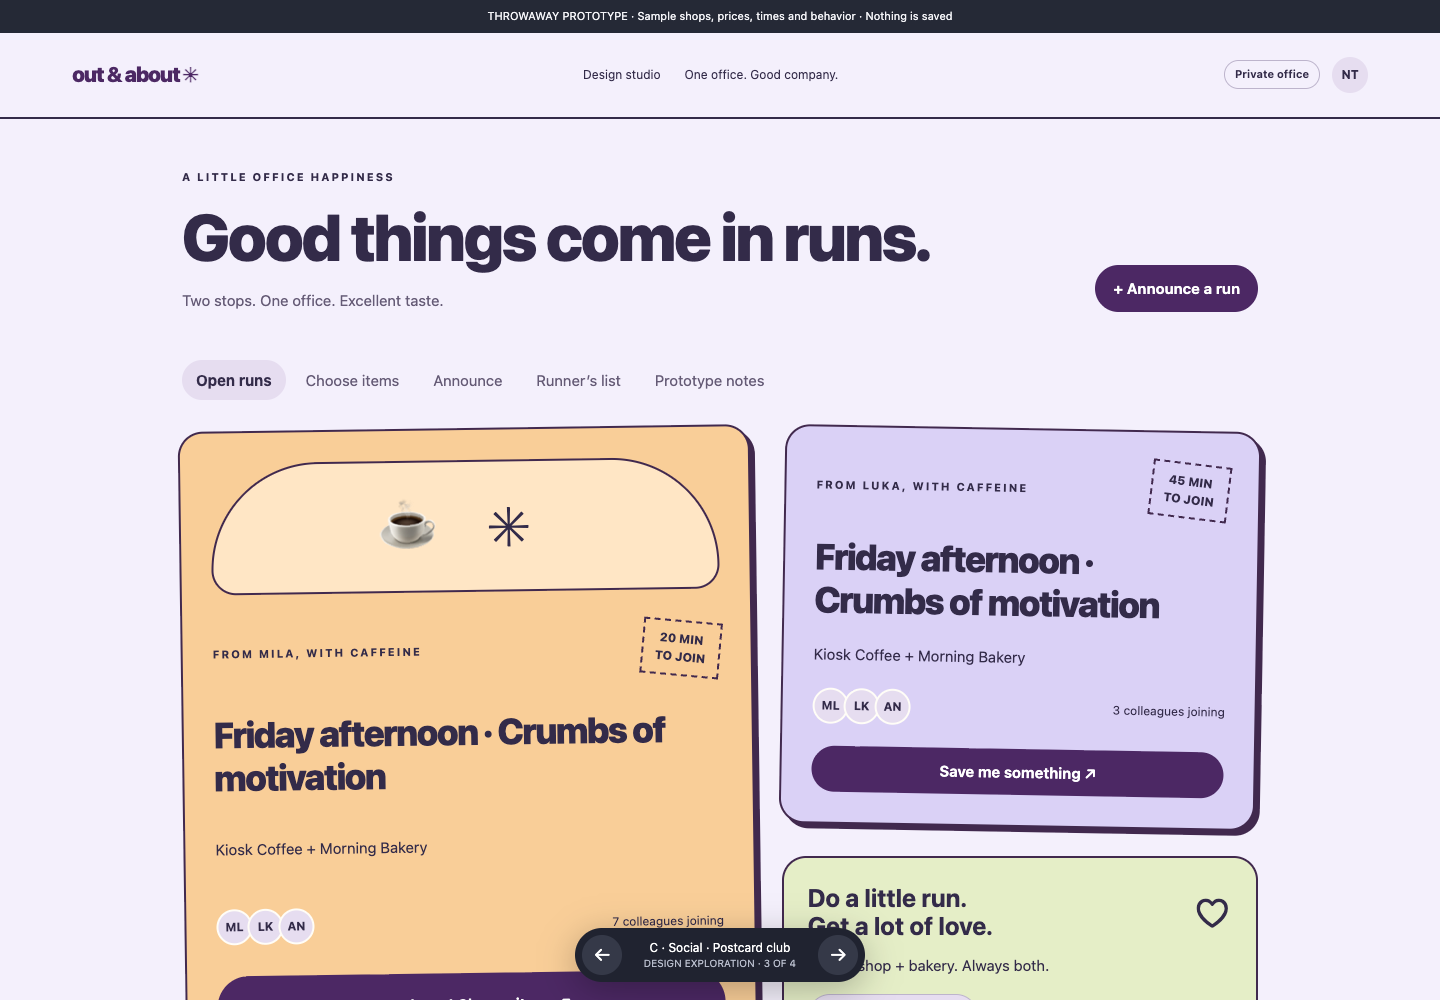 THROWAWAY PROTOTYPE · Sample shops, prices, times and behavior · Nothing is saved
out & about✳
Design studio
One office. Good company.
Private office
NT
A LITTLE OFFICE HAPPINESS
Good things come in runs.
Two stops. One office. Excellent taste.
+ Announce a run
Open runs
Choose items
Announce
Runner’s list
Prototype notes
FROM MILA, WITH CAFFEINE
20 MIN
TO JOIN
Friday afternoon · Crumbs of
motivation
Kiosk Coffee + Morning Bakery
ML
LK
AN
7 colleagues joining
FROM LUKA, WITH CAFFEINE
45 MIN
TO JOIN
Friday afternoon ·
Crumbs of motivation
Kiosk Coffee + Morning Bakery
ML
LK
AN
3 colleagues joining
Save me something ↗
Do a little run.
Get a lot of love.
shop + bakery. Always both.
C · Social · Postcard club
DESIGN EXPLORATION · 3 OF 4